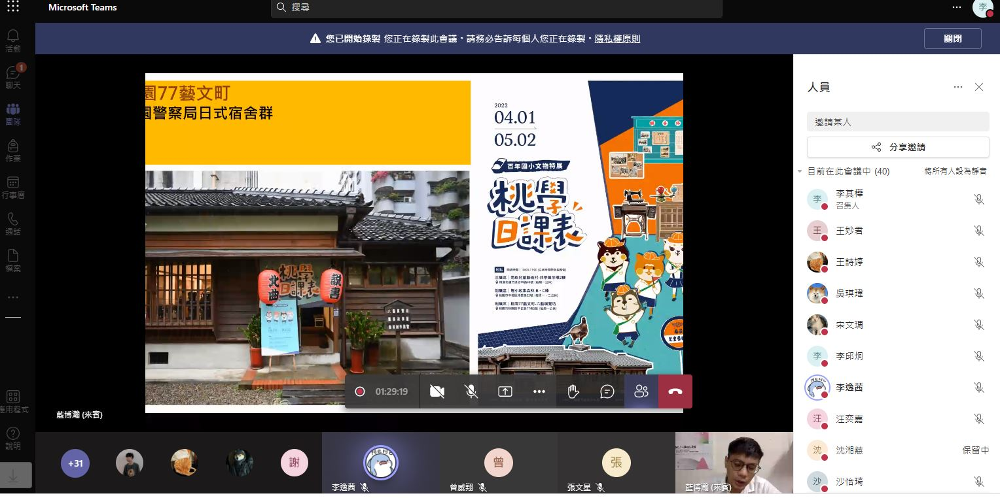 Microsoft Teams
搜尋
李
您已開始錄製 您正在錄製此會議。請務必告訴每個人您正在錄製。隱私權原則
關閉
活動
1
聊天
團隊
作業
行事曆
通話
檔案
應用程式
說明
園77藝文町
園警察局日式宿舍群
桃學
日課表
北曲
說書
2022
04.01
05.02
百年國小文物特展
桃學
日課表
01:29:19
藍博瀚 (來賓)
+31
謝
李逸茜
曾
曾威翔
張
張文星
藍博瀚 (來賓)
人員
邀請某人
分享邀請
目前在此會議中 (40)
將所有人設為靜音
李
李其樺
召集人
王
王妙君
王詩婷
吳琪瑋
宋文琱
李
李邱炯
李逸茜
汪
汪奕嘉
沈
沈湘慈
保留中
沙
沙怡琦